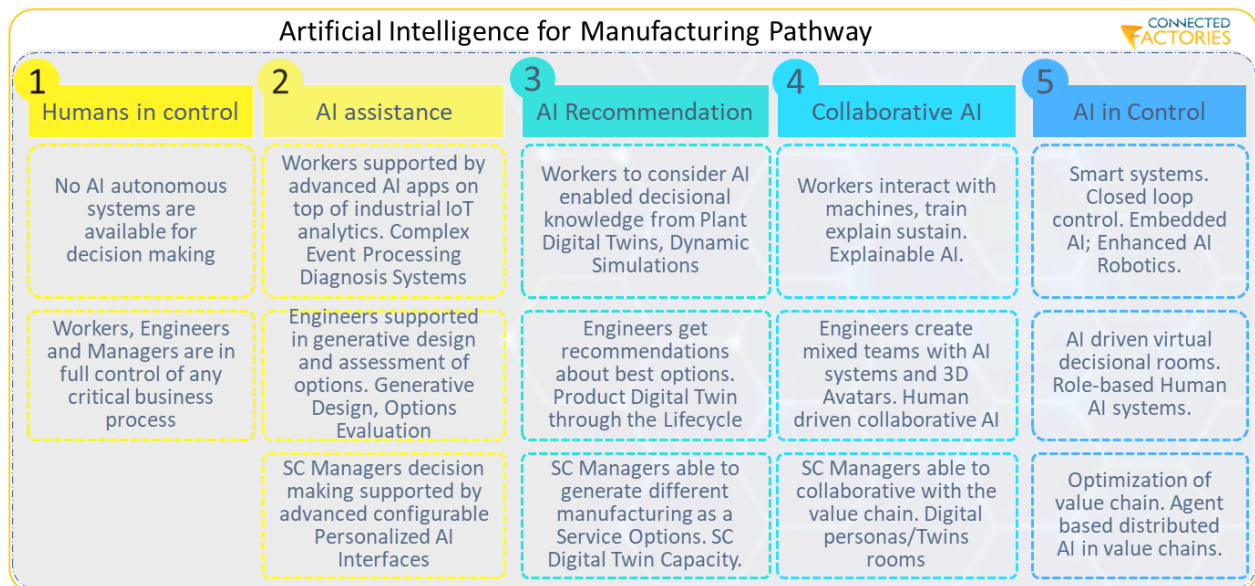 Artificial Intelligence for Manufacturing Pathway
CONNECTED
FACTORIES
1
Humans in control
2
AI assistance
3
AI Recommendation
4
Collaborative AI
5
AI in Control
No AI autonomous
systems are
available for
decision making
Workers supported by
advanced AI apps on
top of industrial IoT
analytics. Complex
Event Processing
Diagnosis Systems
Workers to consider AI
enabled decisional
knowledge from Plant
Digital Twins, Dynamic
Simulations
Workers interact with
machines, train
explain sustain.
Explainable AI.
Smart systems.
Closed loop
control. Embedded
AI; Enhanced AI
Robotics.
Workers, Engineers
and Managers are in
full control of any
critical business
process
Engineers supported
in generative design
and assessment of
options. Generative
Design, Options
Evaluation
Engineers get
recommendations
about best options.
Product Digital Twin
through the Lifecycle
Engineers create
mixed teams with AI
systems and 3D
Avatars. Human
driven collaborative AI
AI driven virtual
decisional rooms.
Role-based Human
AI systems.
SC Managers decision
making supported by
advanced configurable
Personalized AI
Interfaces
SC Managers able to
generate different
manufacturing as a
Service Options. SC
Digital Twin Capacity.
SC Managers able to
collaborative with the
value chain. Digital
personas/Twins
rooms
Optimization of
value chain. Agent
based distributed
AI in value chains.